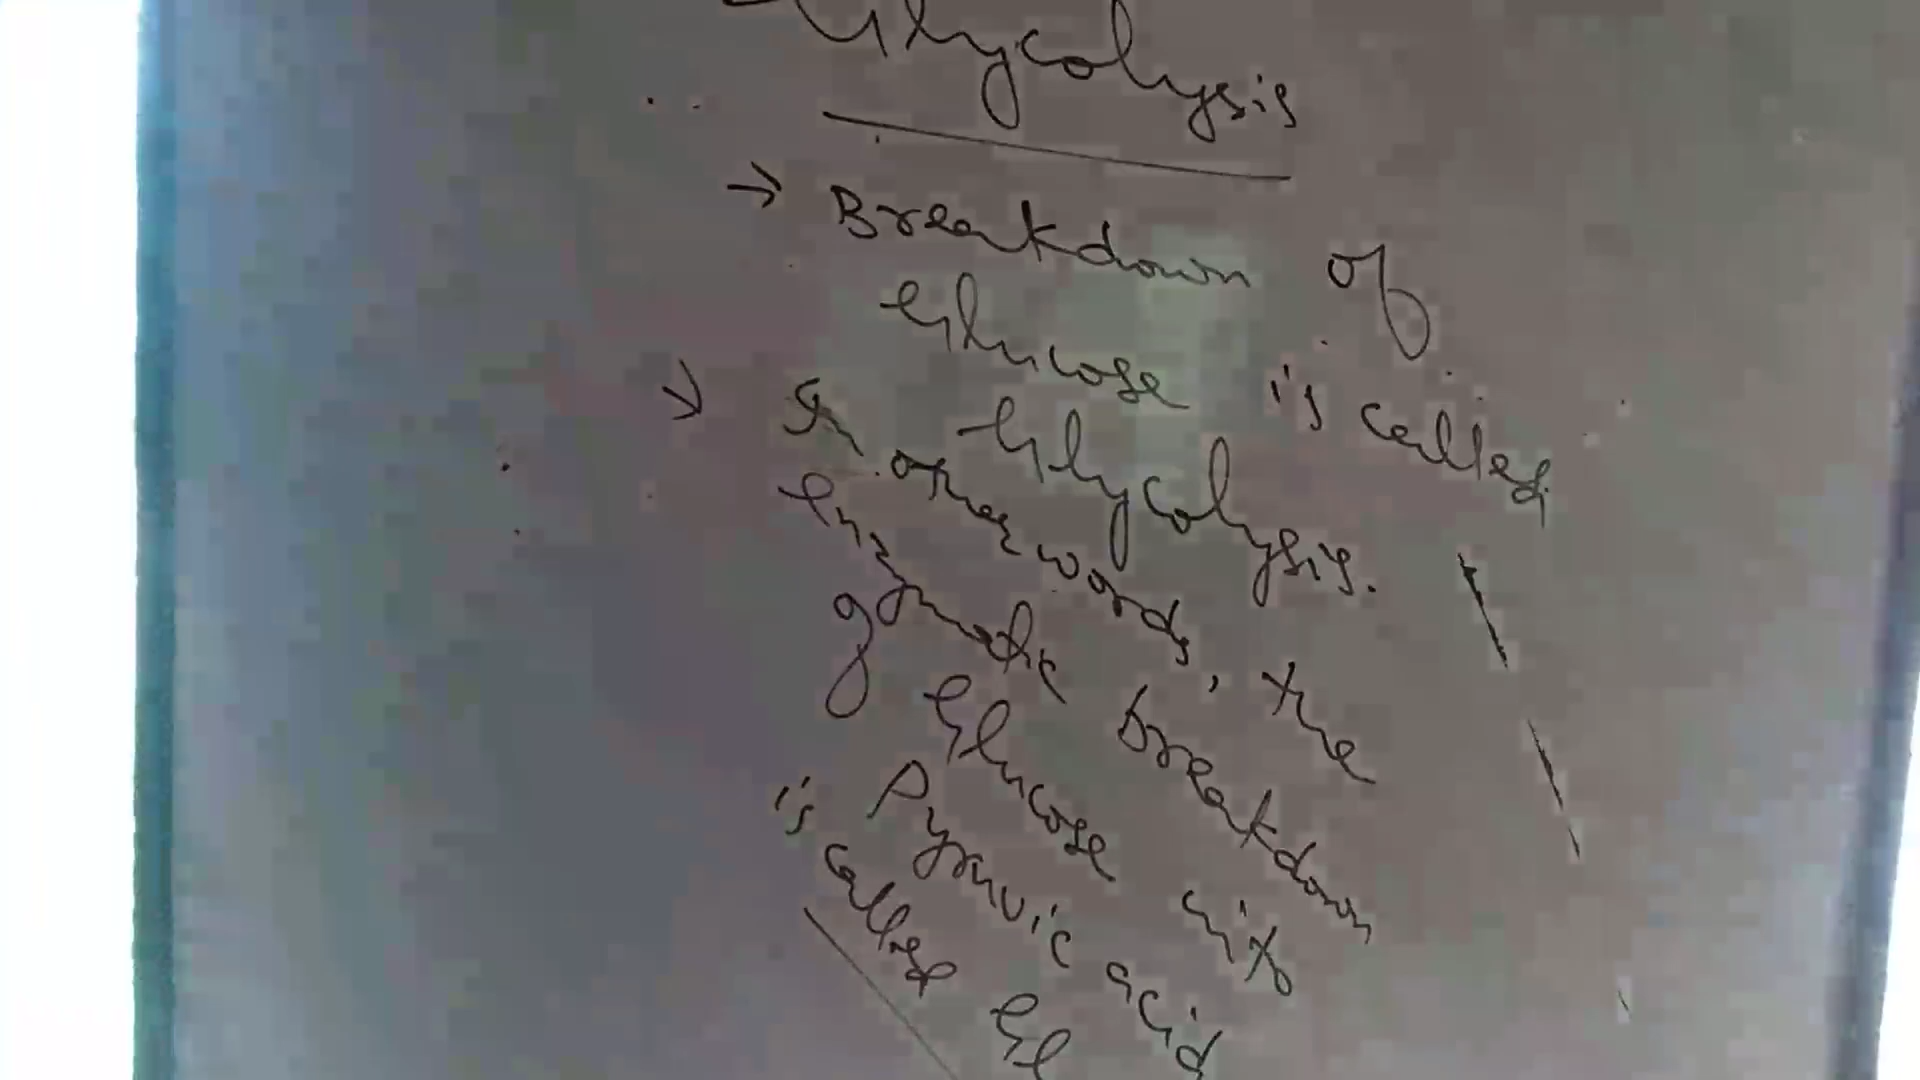 Glycolysis
→ Breakdown of
Glucose is called
Glycolysis.
→ In other words, the
enzymatic breakdown
of Glucose into
Pyruvic acid
is called Gl